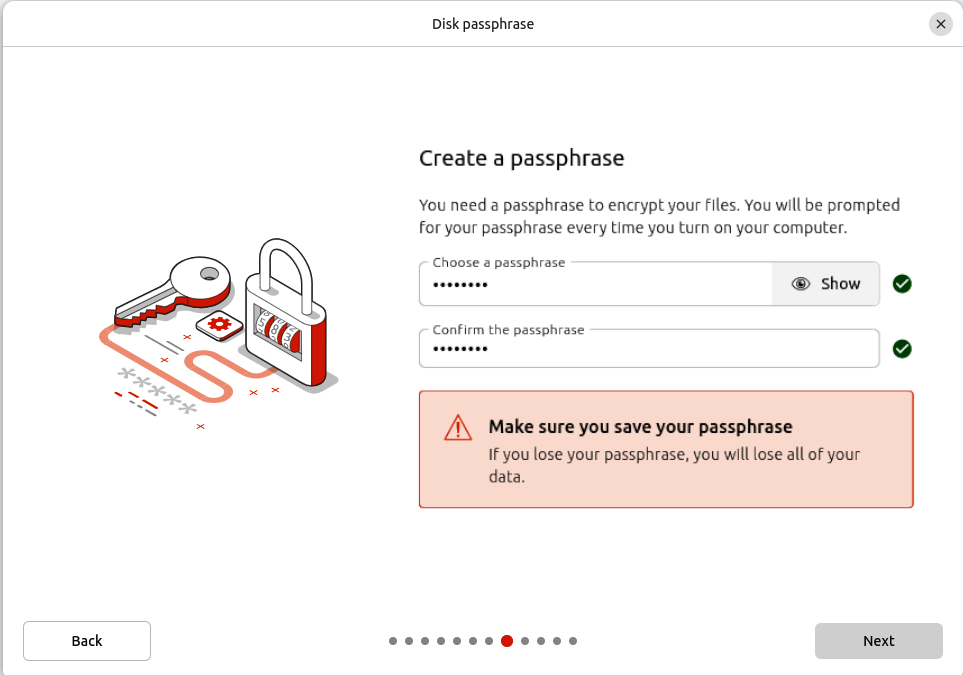 Disk passphrase
Create a passphrase
You need a passphrase to encrypt your files. You will be prompted
for your passphrase every time you turn on your computer.
Choose a passphrase
••••••••
Show
Confirm the passphrase
••••••••
Make sure you save your passphrase
If you lose your passphrase, you will lose all of your
data.
Back
Next